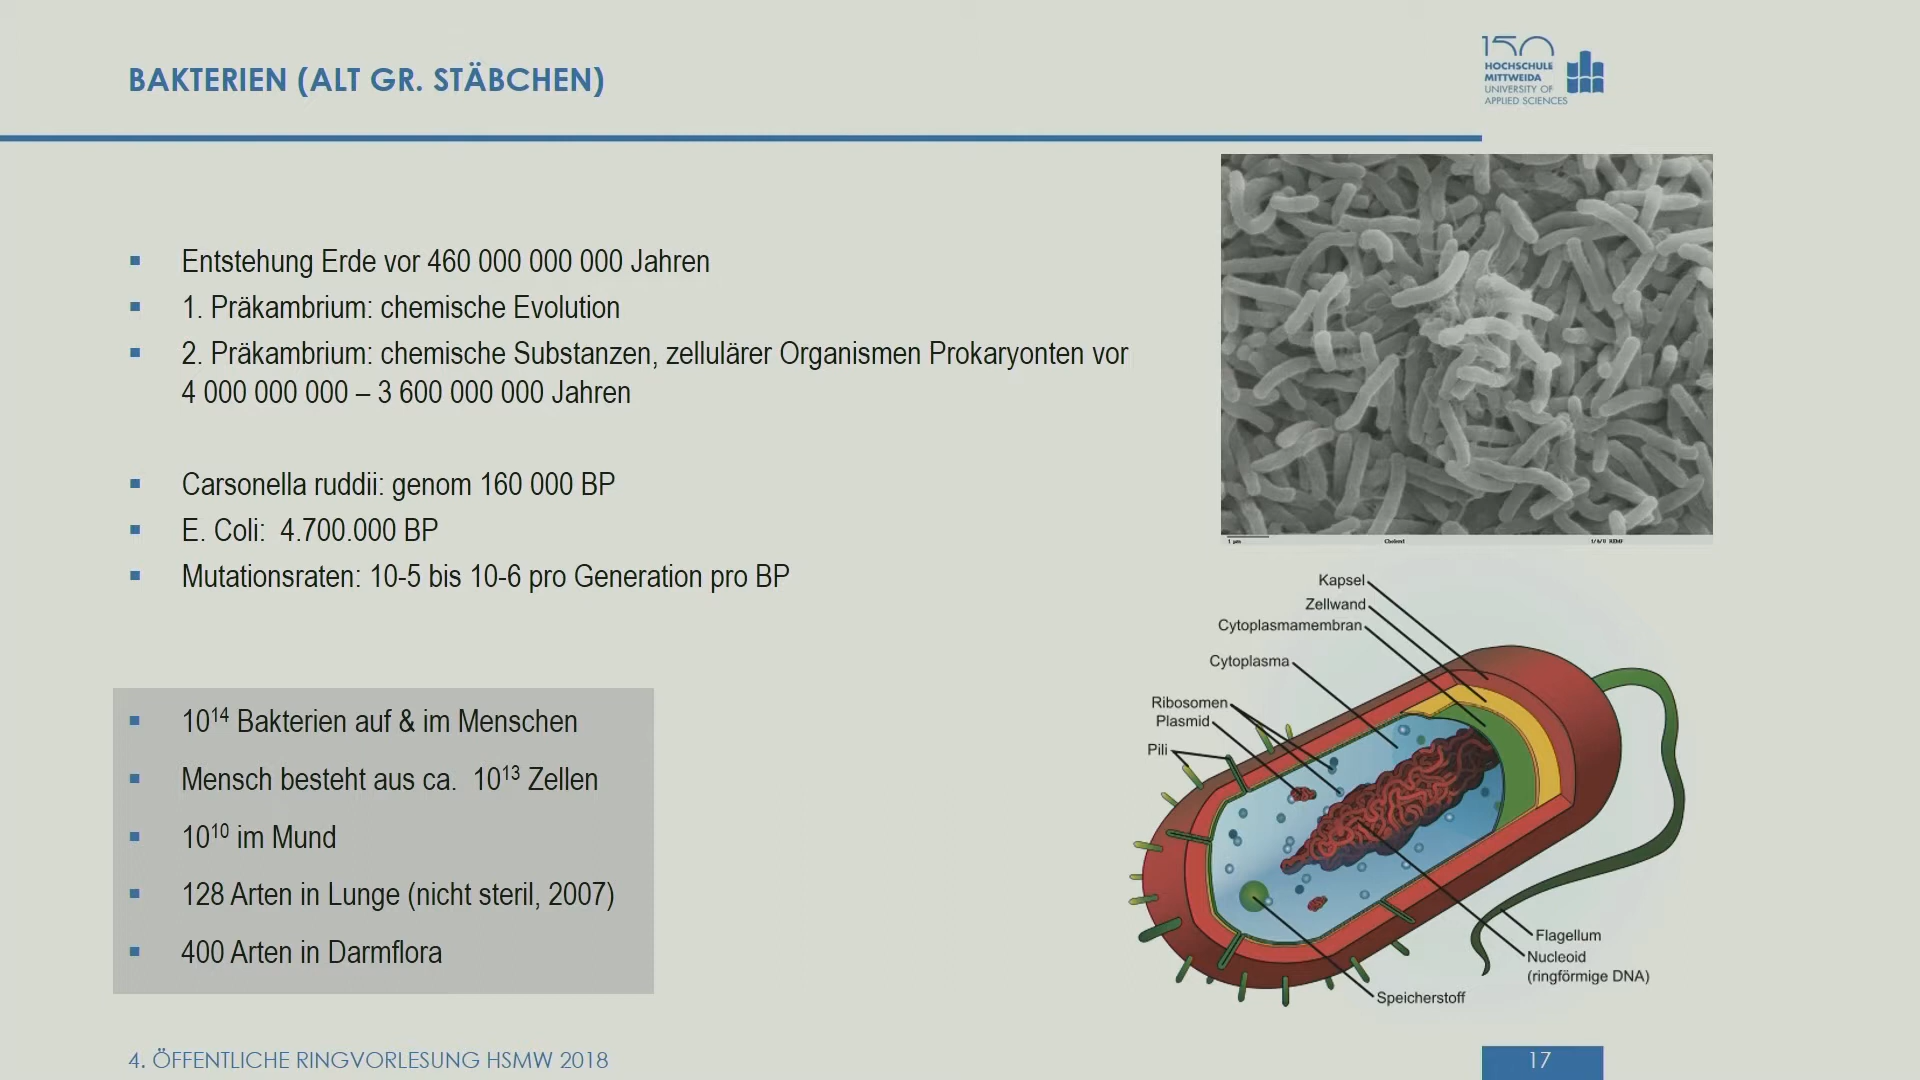 BAKTERIEN (ALT GR. STÄBCHEN)
150
HOCHSCHULE
MITTWEIDA
UNIVERSITY OF
APPLIED SCIENCES
Entstehung Erde vor 460 000 000 000 Jahren
1. Präkambrium: chemische Evolution
2. Präkambrium: chemische Substanzen, zellulärer Organismen Prokaryonten vor
4 000 000 000 – 3 600 000 000 Jahren
Carsonella ruddii: genom 160 000 BP
E. Coli: 4.700.000 BP
Mutationsraten: 10-5 bis 10-6 pro Generation pro BP
10¹⁴ Bakterien auf & im Menschen
Mensch besteht aus ca. 10¹³ Zellen
10¹⁰ im Mund
128 Arten in Lunge (nicht steril, 2007)
400 Arten in Darmflora
1 µm
Kapsel
Zellwand
Cytoplasmamembran
Cytoplasma
Ribosomen
Plasmid
Pili
Flagellum
Nucleoid
(ringförmige DNA)
Speicherstoff
4. ÖFFENTLICHE RINGVORLESUNG HSMW 2018
17